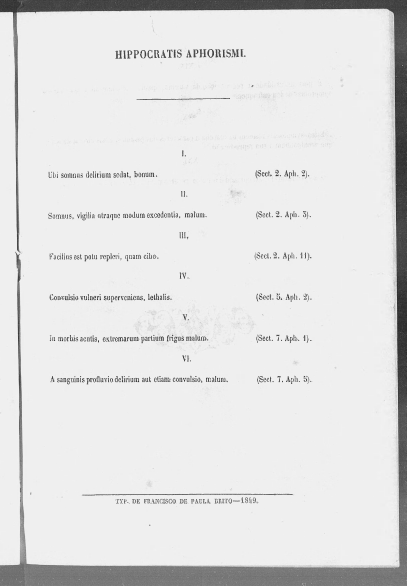 HIPPOCRATIS APHORISMI.
I.
Ubi somnus delirium sedat, bonum. (Sect. 2. Aph. 2).
II.
Somnus, vigilia utraque modum excedentia, malum. (Sect. 2. Aph. 3).
III.
Facilius est potu repleri, quam cibo. (Sect. 2. Aph. 11).
IV.
Convulsio vulneri superveniens, lethalis. (Sect. 5. Aph. 2).
V.
In morbis acutis, extremarum partium frigus malum. (Sect. 7. Aph. 1).
VI.
A sanguinis profluvio delirium aut etiam convulsio, malum. (Sect. 7. Aph. 5).
TYP. DE FRANCISCO DE PAULA BRITO—1849.